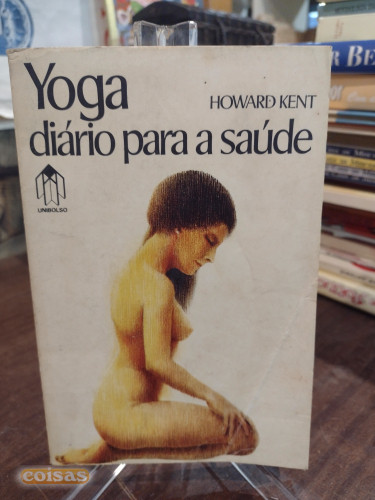 Yoga
HOWARD KENT
diário para a saúde
UNIBOLSO
coisas